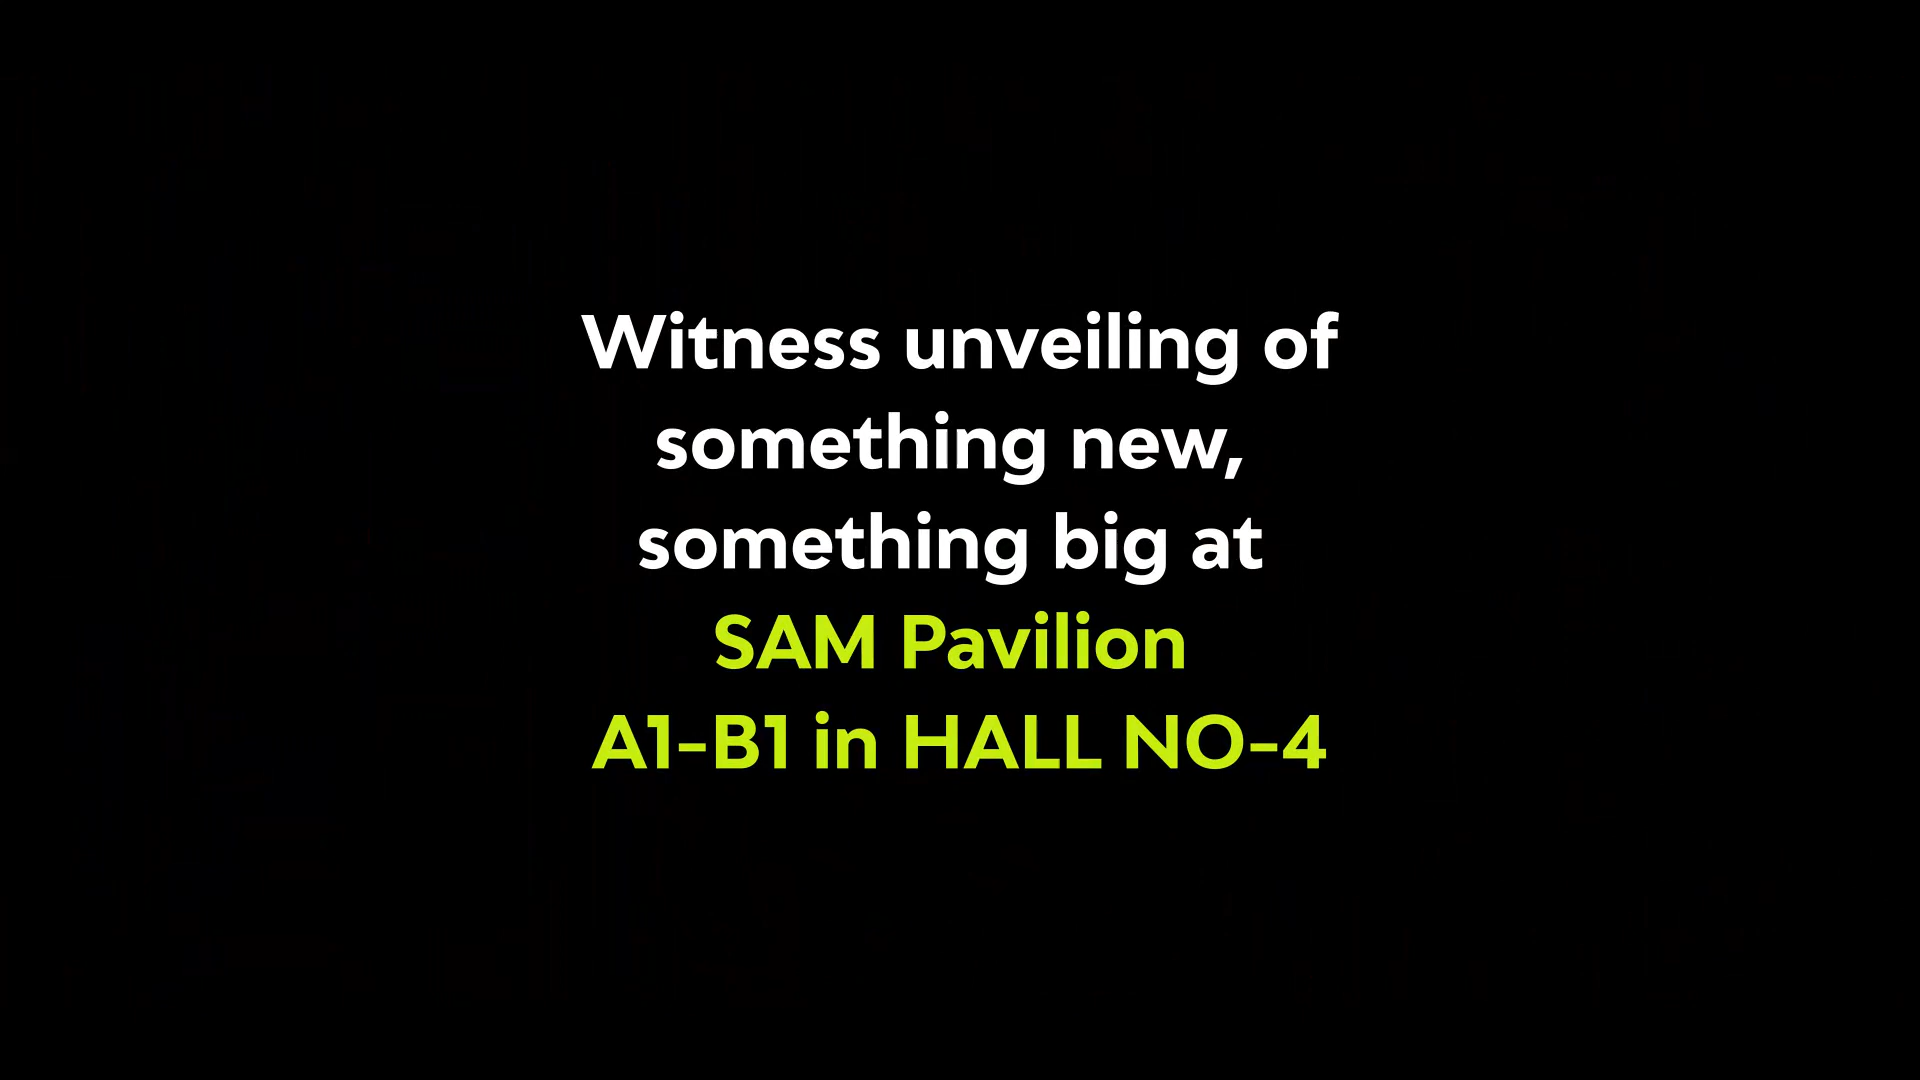 Witness unveiling of
something new,
something big at
SAM Pavilion
A1-B1 in HALL NO-4